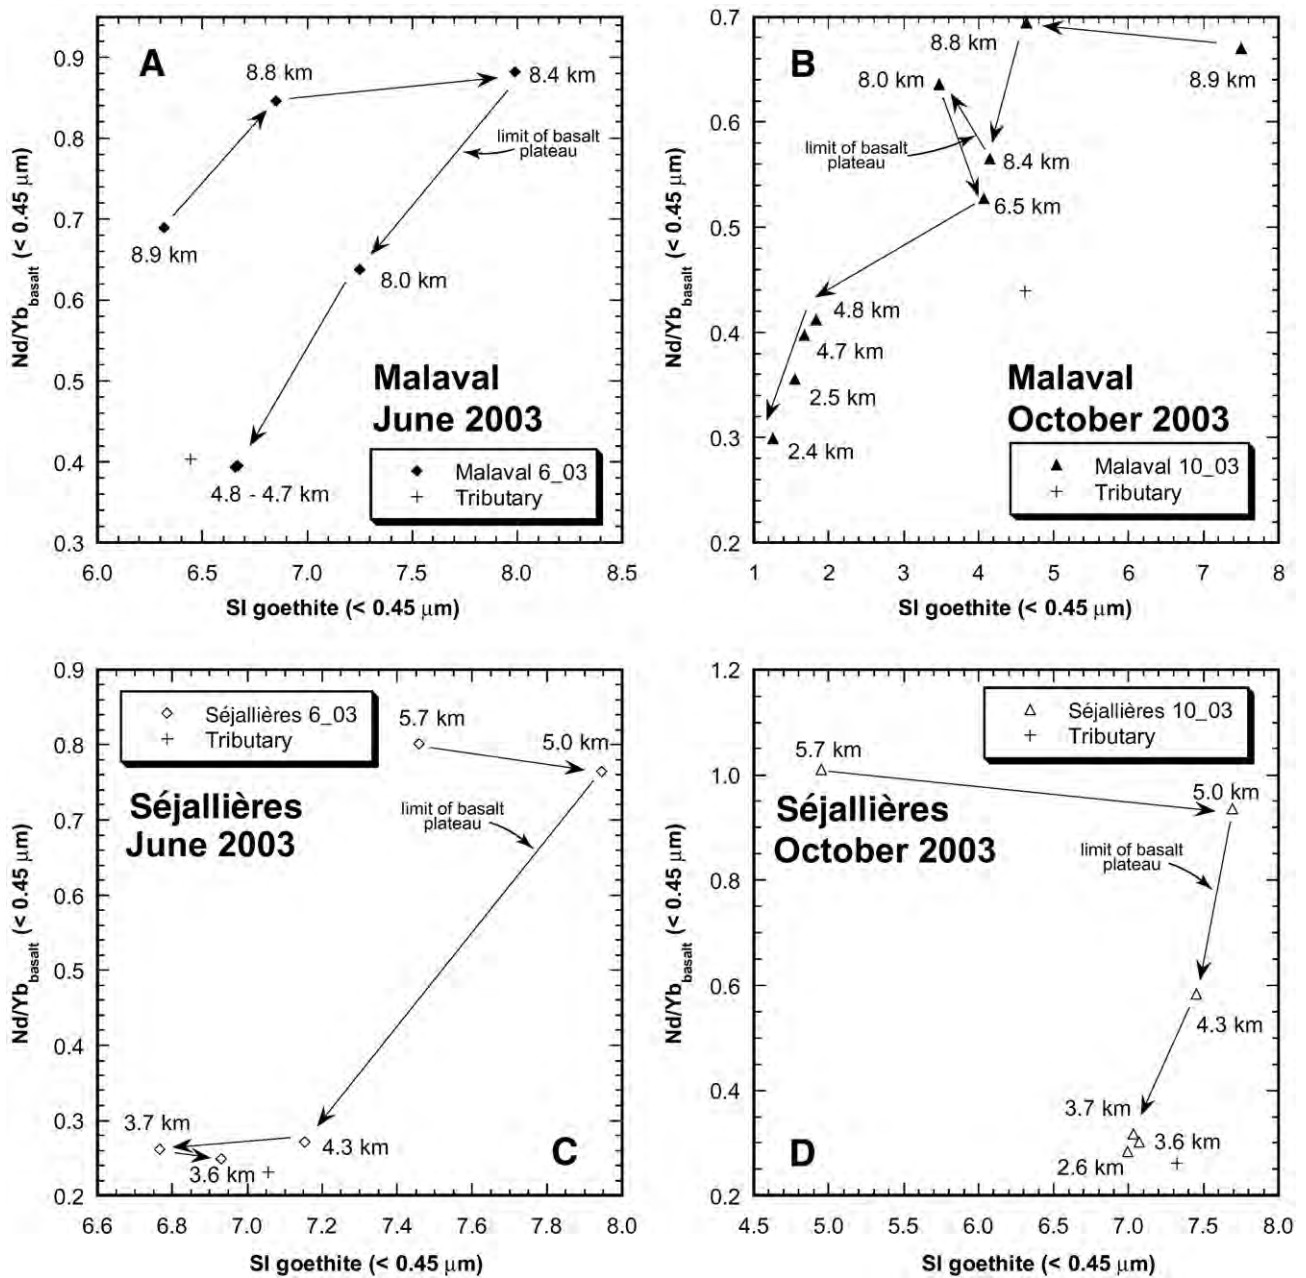 A
Nd/Yb basalt (< 0.45 µm)
0.9
0.8
0.7
0.6
0.5
0.4
0.3
8.8 km
8.4 km
limit of basalt
plateau
8.9 km
8.0 km
4.8 - 4.7 km
Malaval
June 2003
Malaval 6_03
Tributary
6.0 6.5 7.0 7.5 8.0 8.5
SI goethite (< 0.45 µm)
B
Nd/Yb basalt (< 0.45 µm)
0.7
0.6
0.5
0.4
0.3
0.2
8.8 km
8.9 km
8.0 km
limit of basalt
plateau
8.4 km
6.5 km
4.8 km
4.7 km
2.5 km
2.4 km
Malaval
October 2003
Malaval 10_03
Tributary
1 2 3 4 5 6 7 8
SI goethite (< 0.45 µm)
Nd/Yb basalt (< 0.45 µm)
0.9
0.8
0.7
0.6
0.5
0.4
0.3
0.2
Séjallières 6_03
Tributary
5.7 km
5.0 km
Séjallières
June 2003
limit of basalt
plateau
3.7 km
4.3 km
3.6 km
C
6.6 6.8 7.0 7.2 7.4 7.6 7.8 8.0
SI goethite (< 0.45 µm)
Nd/Yb basalt (< 0.45 µm)
1.2
1.0
0.8
0.6
0.4
0.2
Séjallières 10_03
Tributary
5.7 km
5.0 km
Séjallières
October 2003
limit of basalt
plateau
4.3 km
3.7 km
3.6 km
2.6 km
D
4.5 5.0 5.5 6.0 6.5 7.0 7.5 8.0
SI goethite (< 0.45 µm)